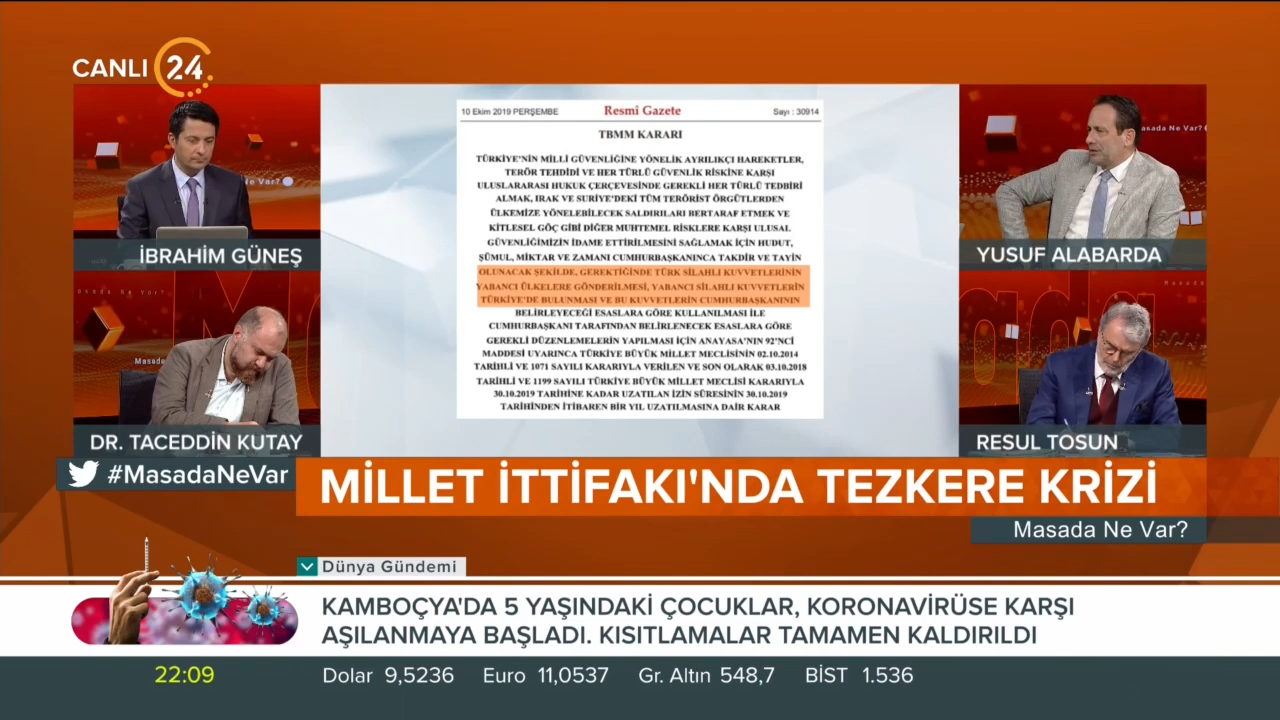 CANLI 24
10 Ekim 2019 PERŞEMBE
Resmî Gazete
Sayı : 30914
TBMM KARARI
TÜRKİYE'NİN MİLLİ GÜVENLİĞİNE YÖNELİK AYRILIKÇI HAREKETLER,
TERÖR TEHDİDİ VE HER TÜRLÜ GÜVENLİK RİSKİNE KARŞI
ULUSLARARASI HUKUK ÇERÇEVESİNDE GEREKLİ HER TÜRLÜ TEDBİRİ
ALMAK, IRAK VE SURİYE'DEKİ TÜM TERÖRİST ÖRGÜTLERDEN
ÜLKEMİZE YÖNELEBİLECEK SALDIRILARI BERTARAF ETMEK VE
KİTLESEL GÖÇ GİBİ DİĞER MUHTEMEL RİSKLERE KARŞI ULUSAL
GÜVENLİĞİMİZİN İDAME ETTİRİLMESİNİ SAĞLAMAK İÇİN HUDUT,
ŞÜMUL, MİKTAR VE ZAMANI CUMHURBAŞKANINCA TAKDİR VE TAYİN
OLUNACAK ŞEKİLDE, GEREKTİĞİNDE TÜRK SİLAHLI KUVVETLERİNİN
YABANCI ÜLKELERE GÖNDERİLMESİ, YABANCI SİLAHLI KUVVETLERİN
TÜRKİYE'DE BULUNMASI VE BU KUVVETLERİN CUMHURBAŞKANININ
BELİRLEYECEĞİ ESASLARA GÖRE KULLANILMASI İLE
CUMHURBAŞKANI TARAFINDAN BELİRLENECEK ESASLARA GÖRE
GEREKLİ DÜZENLEMELERİN YAPILMASI İÇİN ANAYASA'NIN 92'NCİ
MADDESİ UYARINCA TÜRKİYE BÜYÜK MİLLET MECLİSİNİN 02.10.2014
TARİHLİ VE 1071 SAYILI KARARIYLA VERİLEN VE SON OLARAK 03.10.2018
TARİHLİ VE 1199 SAYILI TÜRKİYE BÜYÜK MİLLET MECLİSİ KARARIYLA
30.10.2019 TARİHİNE KADAR UZATILAN İZİN SÜRESİNİN 30.10.2019
TARİHİNDEN İTİBAREN BİR YIL UZATILMASINA DAİR KARAR
Ne Var?
Masada Ne Var?
İBRAHİM GÜNEŞ
YUSUF ALABARDA
Masada Ne Var?
Masada
DR. TACEDDİN KUTAY
RESUL TOSUN
#MasadaNeVar
MİLLET İTTİFAKI'NDA TEZKERE KRİZİ
Masada Ne Var?
Dünya Gündemi
KAMBOÇYA'DA 5 YAŞINDAKİ ÇOCUKLAR, KORONAVİRÜSE KARŞI
AŞILANMAYA BAŞLADI. KISITLAMALAR TAMAMEN KALDIRILDI
22:09 Dolar 9,5236 Euro 11,0537 Gr. Altın 548,7 BİST 1.536